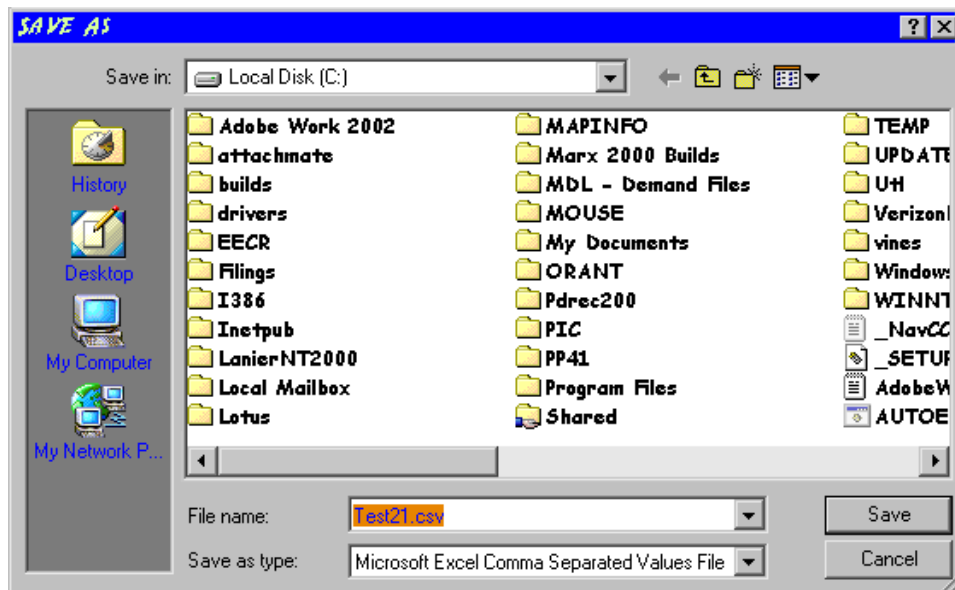 SAVE AS
Save in: Local Disk (C:)
History
Desktop
My Computer
My Network P...
Adobe Work 2002
attachmate
builds
drivers
EECR
Filings
I386
Inetpub
LanierNT2000
Local Mailbox
Lotus
MAPINFO
Marx 2000 Builds
MDL - Demand Files
MOUSE
My Documents
ORANT
Pdrec200
PIC
PP41
Program Files
Shared
TEMP
UPDATE
Utl
Verizon
vines
Windows
WINNT
_NavCC
_SETUP
AdobeW
AUTOE
File name: Test21.csv
Save
Save as type: Microsoft Excel Comma Separated Values File
Cancel